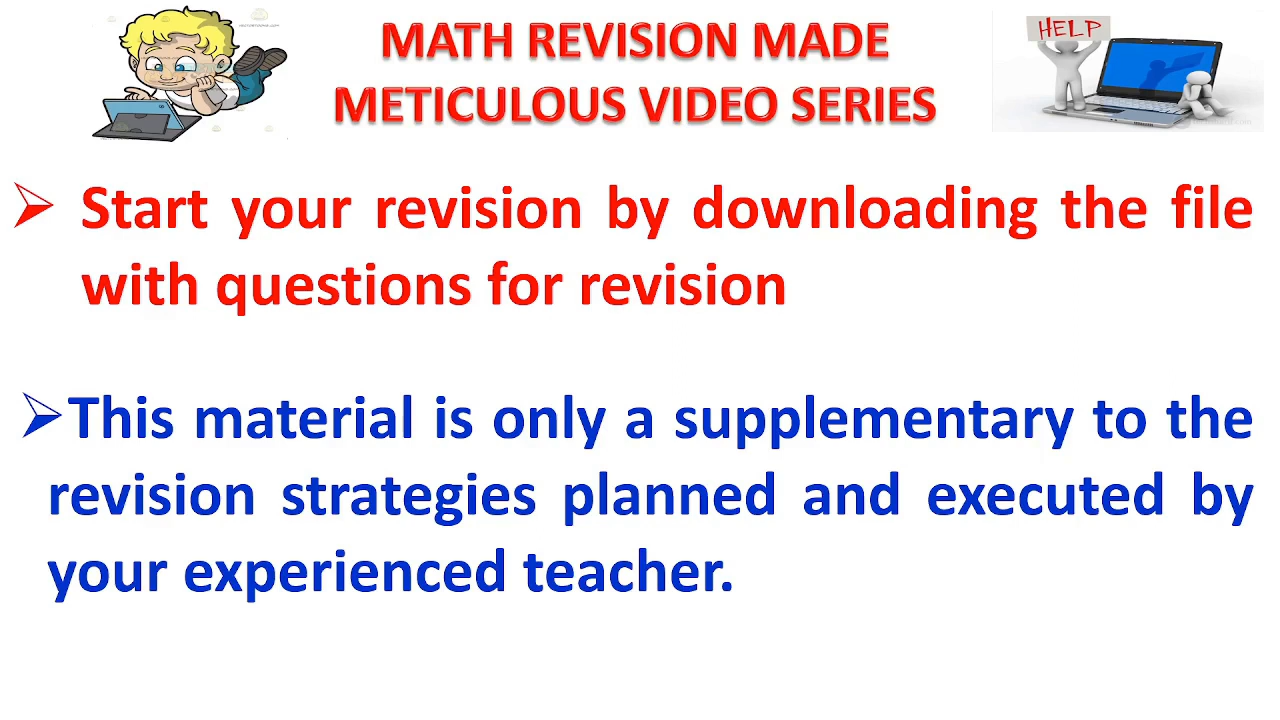 MATH REVISION MADE
METICULOUS VIDEO SERIES
HELP
➢ Start your revision by downloading the file
with questions for revision
➢This material is only a supplementary to the
revision strategies planned and executed by
your experienced teacher.